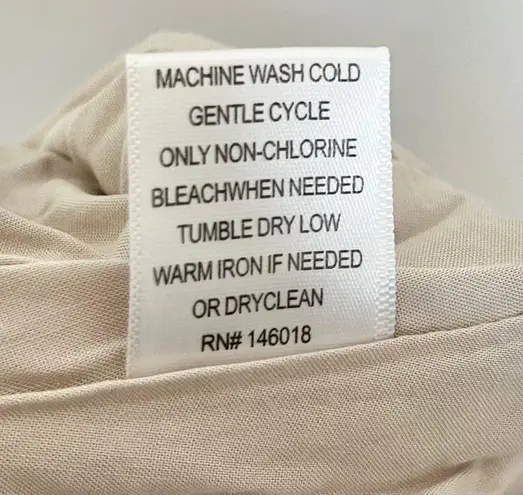 MACHINE WASH COLD
GENTLE CYCLE
ONLY NON-CHLORINE
BLEACHWHEN NEEDED
TUMBLE DRY LOW
WARM IRON IF NEEDED
OR DRYCLEAN
RN# 146018